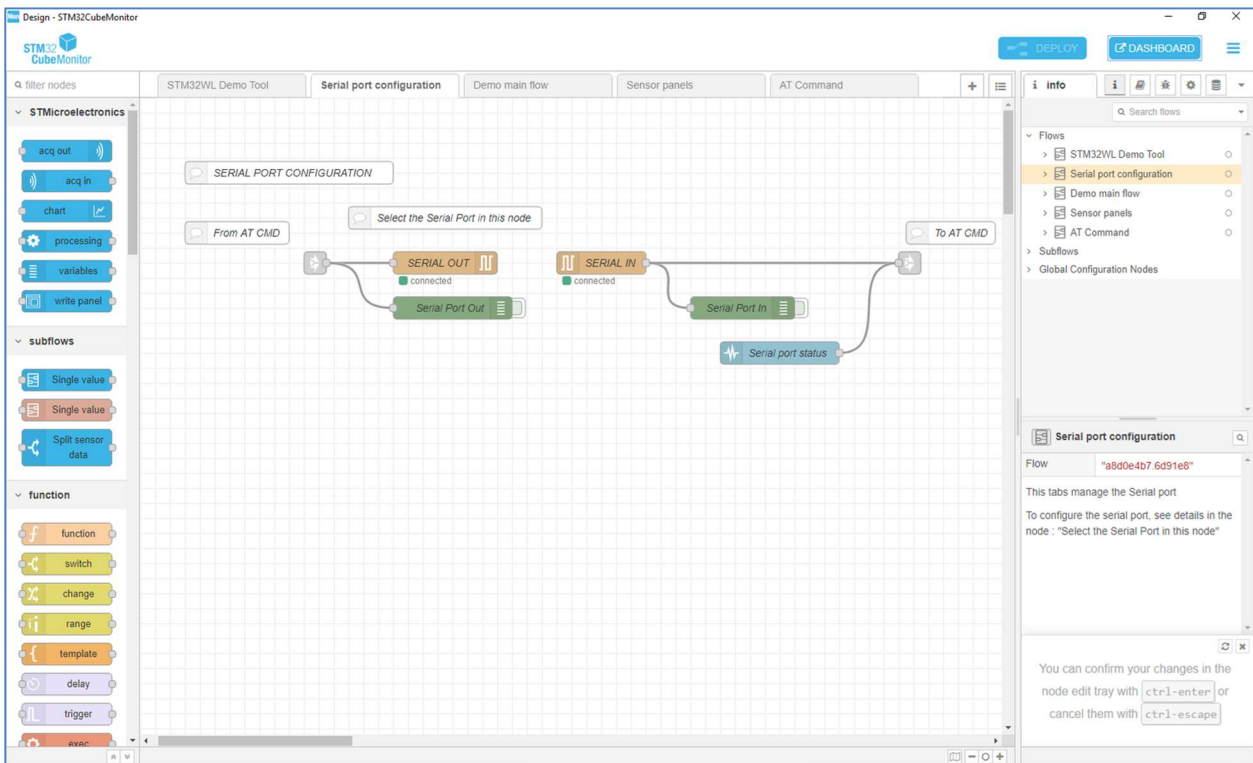 Design - STM32CubeMonitor
STM32
CubeMonitor
DEPLOY
DASHBOARD
filter nodes
STM32WL Demo Tool
Serial port configuration
Demo main flow
Sensor panels
AT Command
i info
STMicroelectronics
acq out
acq in
chart
processing
variables
write panel
subflows
Single value
Single value
Split sensor
data
function
function
switch
change
range
template
delay
trigger
exec
SERIAL PORT CONFIGURATION
Select the Serial Port in this node
From AT CMD
To AT CMD
SERIAL OUT
connected
SERIAL IN
connected
Serial Port Out
Serial Port In
Serial port status
Search flows
Flows
STM32WL Demo Tool
Serial port configuration
Demo main flow
Sensor panels
AT Command
Subflows
Global Configuration Nodes
Serial port configuration
Flow "a8d0e4b7.6d91e8"
This tabs manage the Serial port
To configure the serial port, see details in the
node : "Select the Serial Port in this node"
You can confirm your changes in the
node edit tray with ctrl-enter or
cancel them with ctrl-escape